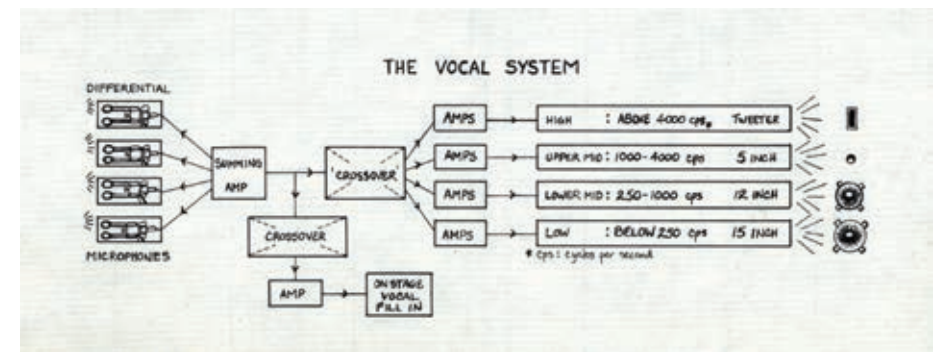 THE VOCAL SYSTEM
DIFFERENTIAL
MICROPHONES
SUMMING
AMP
CROSSOVER
CROSSOVER
AMP
ON STAGE
VOCAL
FILL IN
AMPS
HIGH : ABOVE 4000 cps* TWEETER
AMPS
UPPER MID : 1000-4000 cps 5 INCH
AMPS
LOWER MID : 250-1000 cps 12 INCH
AMPS
LOW : BELOW 250 cps 15 INCH
* cps : cycles per second